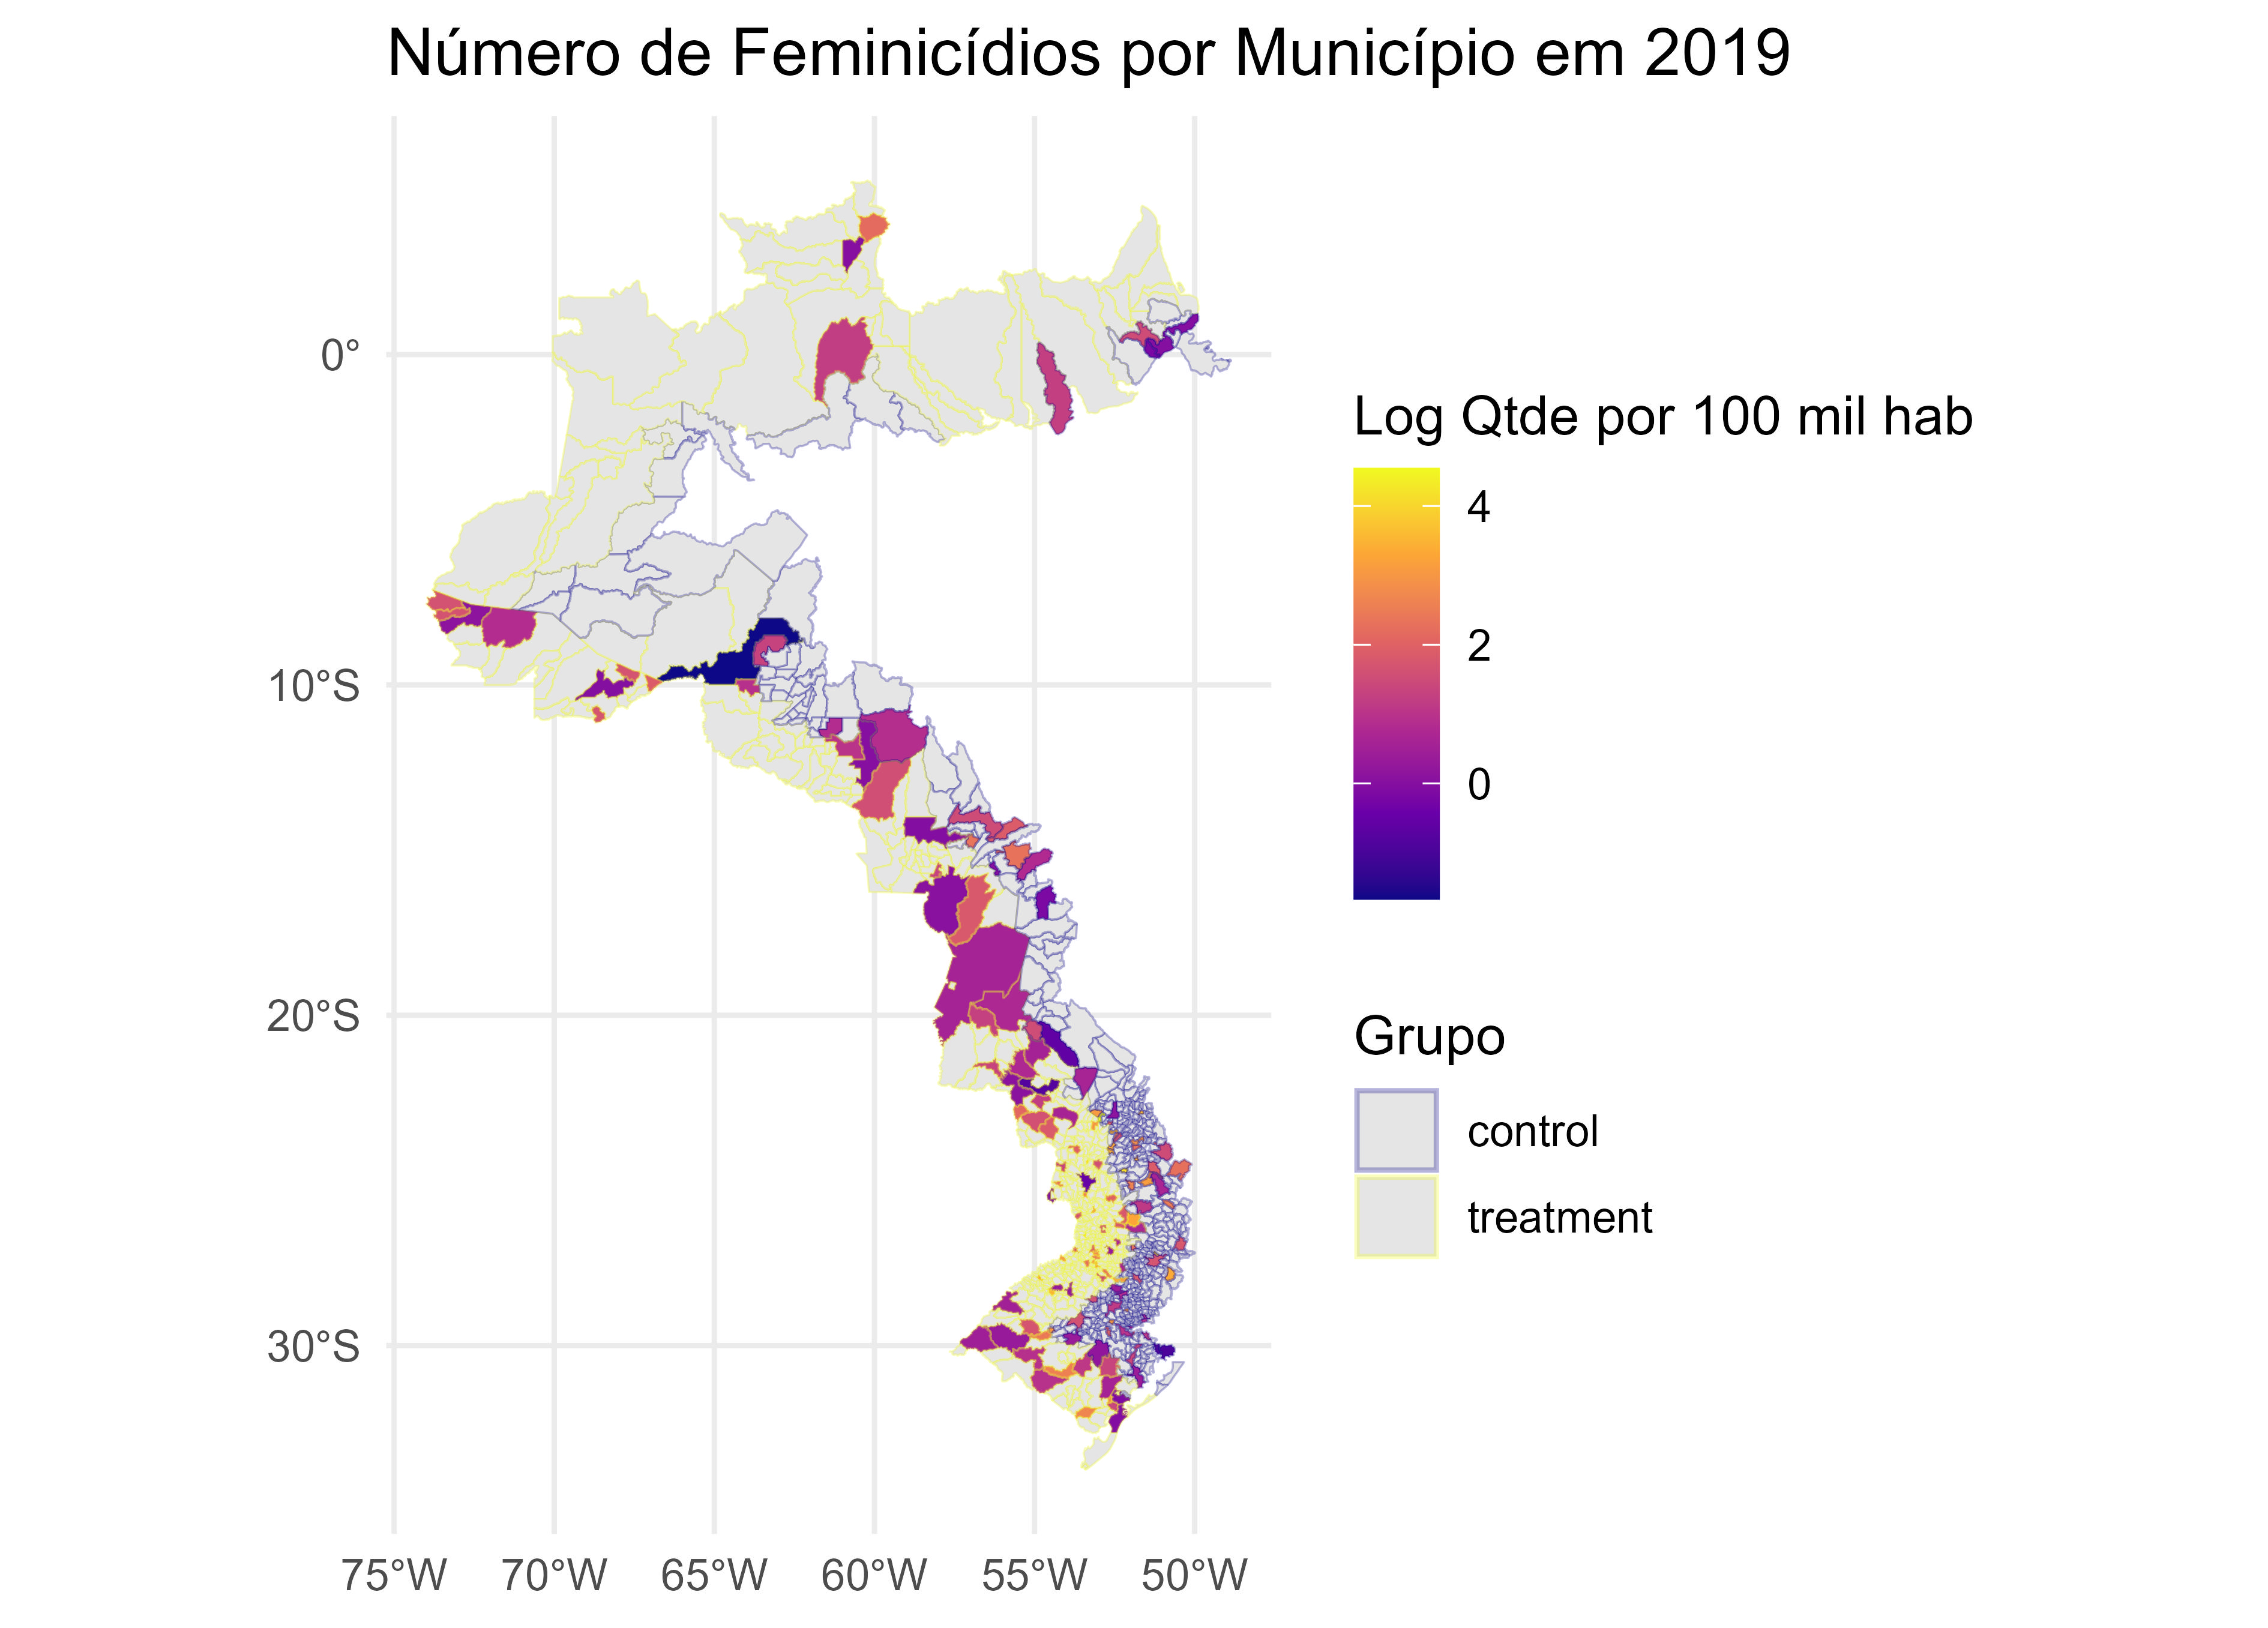 Número de Feminicídios por Município em 2019
0°
10°S
20°S
30°S
75°W 70°W 65°W 60°W 55°W 50°W
Log Qtde por 100 mil hab
4
2
0
Grupo
control
treatment